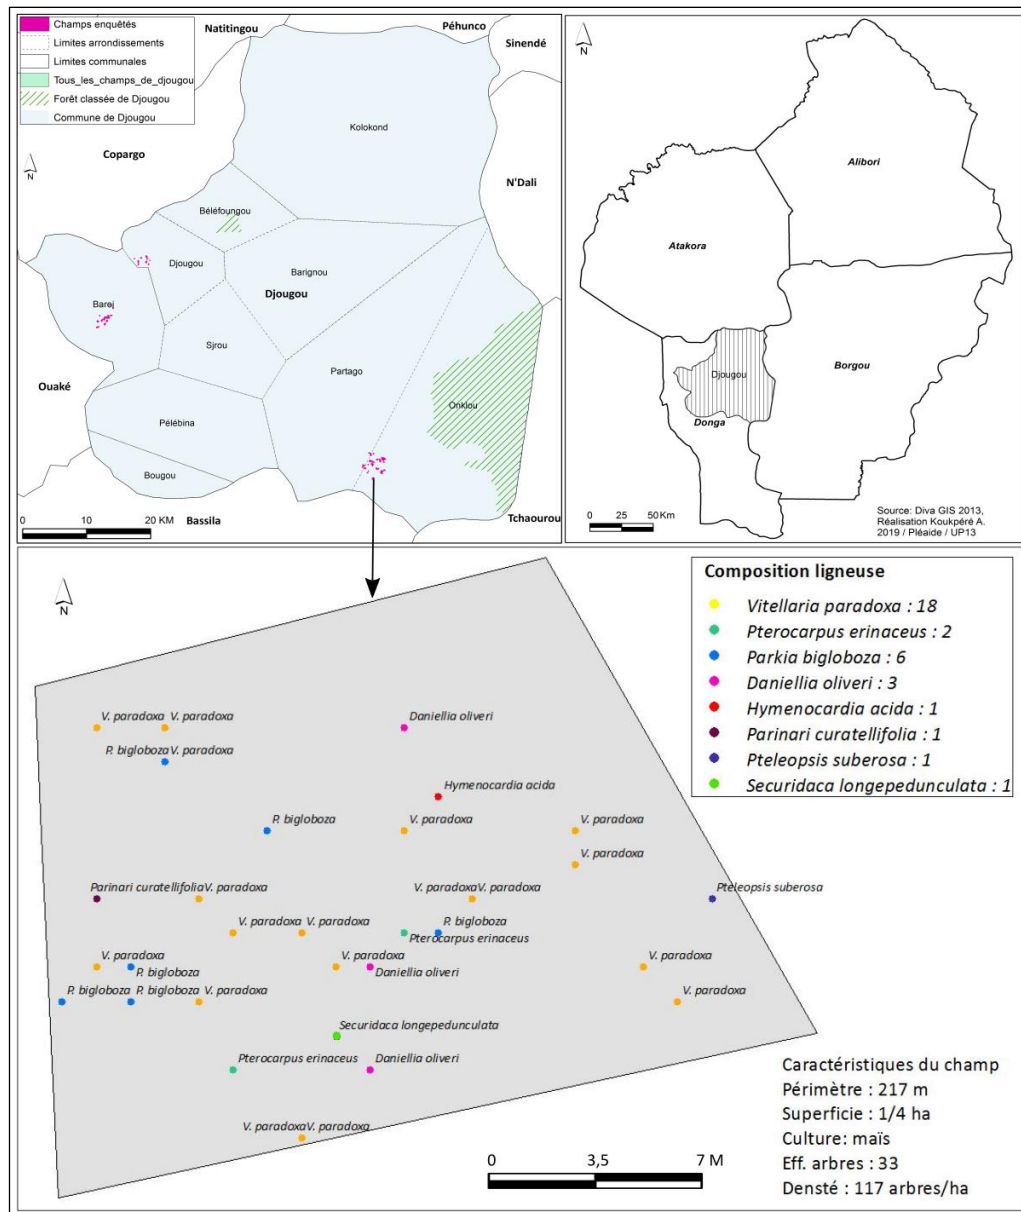 Champs enquêtés
Limites arrondissements
Limites communales
Tous_les_champs_de_djougou
Forêt classée de Djougou
Commune de Djougou
Natitingou
Péhunco
Sinendé
Copargo
N
Kolokond
N'Dali
Béléfoungou
Djougou
Barignou
Djougou
Barei
Sjrou
Partago
Ouaké
Onklou
Pélébina
Bougou
Bassila
Tchaourou
0 10 20 KM
N
Alibori
Atakora
Borgou
Djougou
Donga
0 25 50 Km
Source: Diva GIS 2013,
Réalisation Koukpéré A.
2019 / Pléaide / UP13
N
Composition ligneuse
Vitellaria paradoxa : 18
Pterocarpus erinaceus : 2
Parkia bigloboza : 6
Daniellia oliveri : 3
Hymenocardia acida : 1
Parinari curatellifolia : 1
Pteleopsis suberosa : 1
Securidaca longepedunculata : 1
V. paradoxa V. paradoxa Daniellia oliveri
P. bigloboza V. paradoxa
Hymenocardia acida
P. bigloboza V. paradoxa V. paradoxa
V. paradoxa
Parinari curatellifolia V. paradoxa V. paradoxa V. paradoxa Pteleopsis suberosa
V. paradoxa V. paradoxa P. bigloboza
Pterocarpus erinaceus
V. paradoxa V. paradoxa V. paradoxa
P. bigloboza Daniellia oliveri
P. bigloboza P. bigloboza V. paradoxa V. paradoxa
Securidaca longepedunculata
Pterocarpus erinaceus Daniellia oliveri
V. paradoxa V. paradoxa
Caractéristiques du champ
Périmètre : 217 m
Superficie : 1/4 ha
Culture: maïs
Eff. arbres : 33
Densté : 117 arbres/ha
0 3,5 7 M